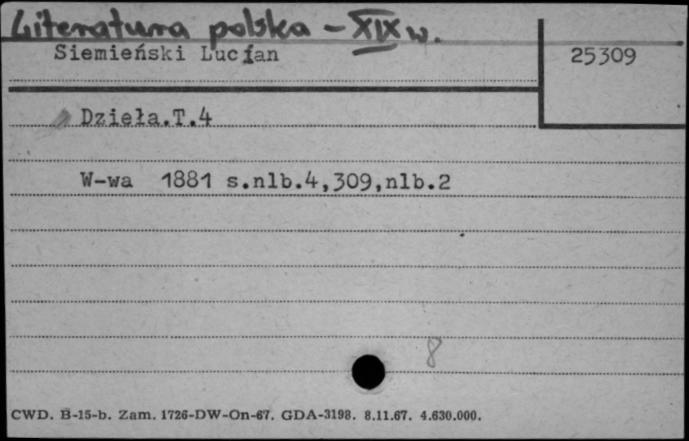 Literatura polska - XIX w.
Siemieński Lucjan
25309
Dzieła.T.4
W-wa 1881 s.nlb.4,309,nlb.2
8
CWD. B-15-b. Zam. 1726-DW-On-67. GDA-3198. 8.11.67. 4.630.000.